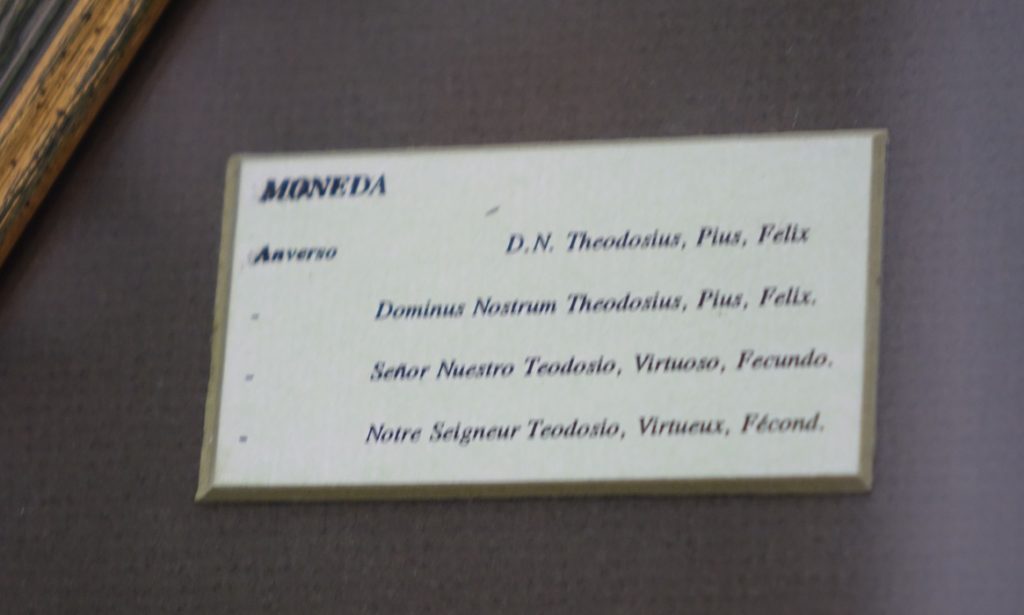 MONEDA
Anverso D.N. Theodosius, Pius, Felix
" Dominus Nostrum Theodosius, Pius, Felix.
" Señor Nuestro Teodosio, Virtuoso, Fecundo.
" Notre Seigneur Teodosio, Virtueux, Fécond.